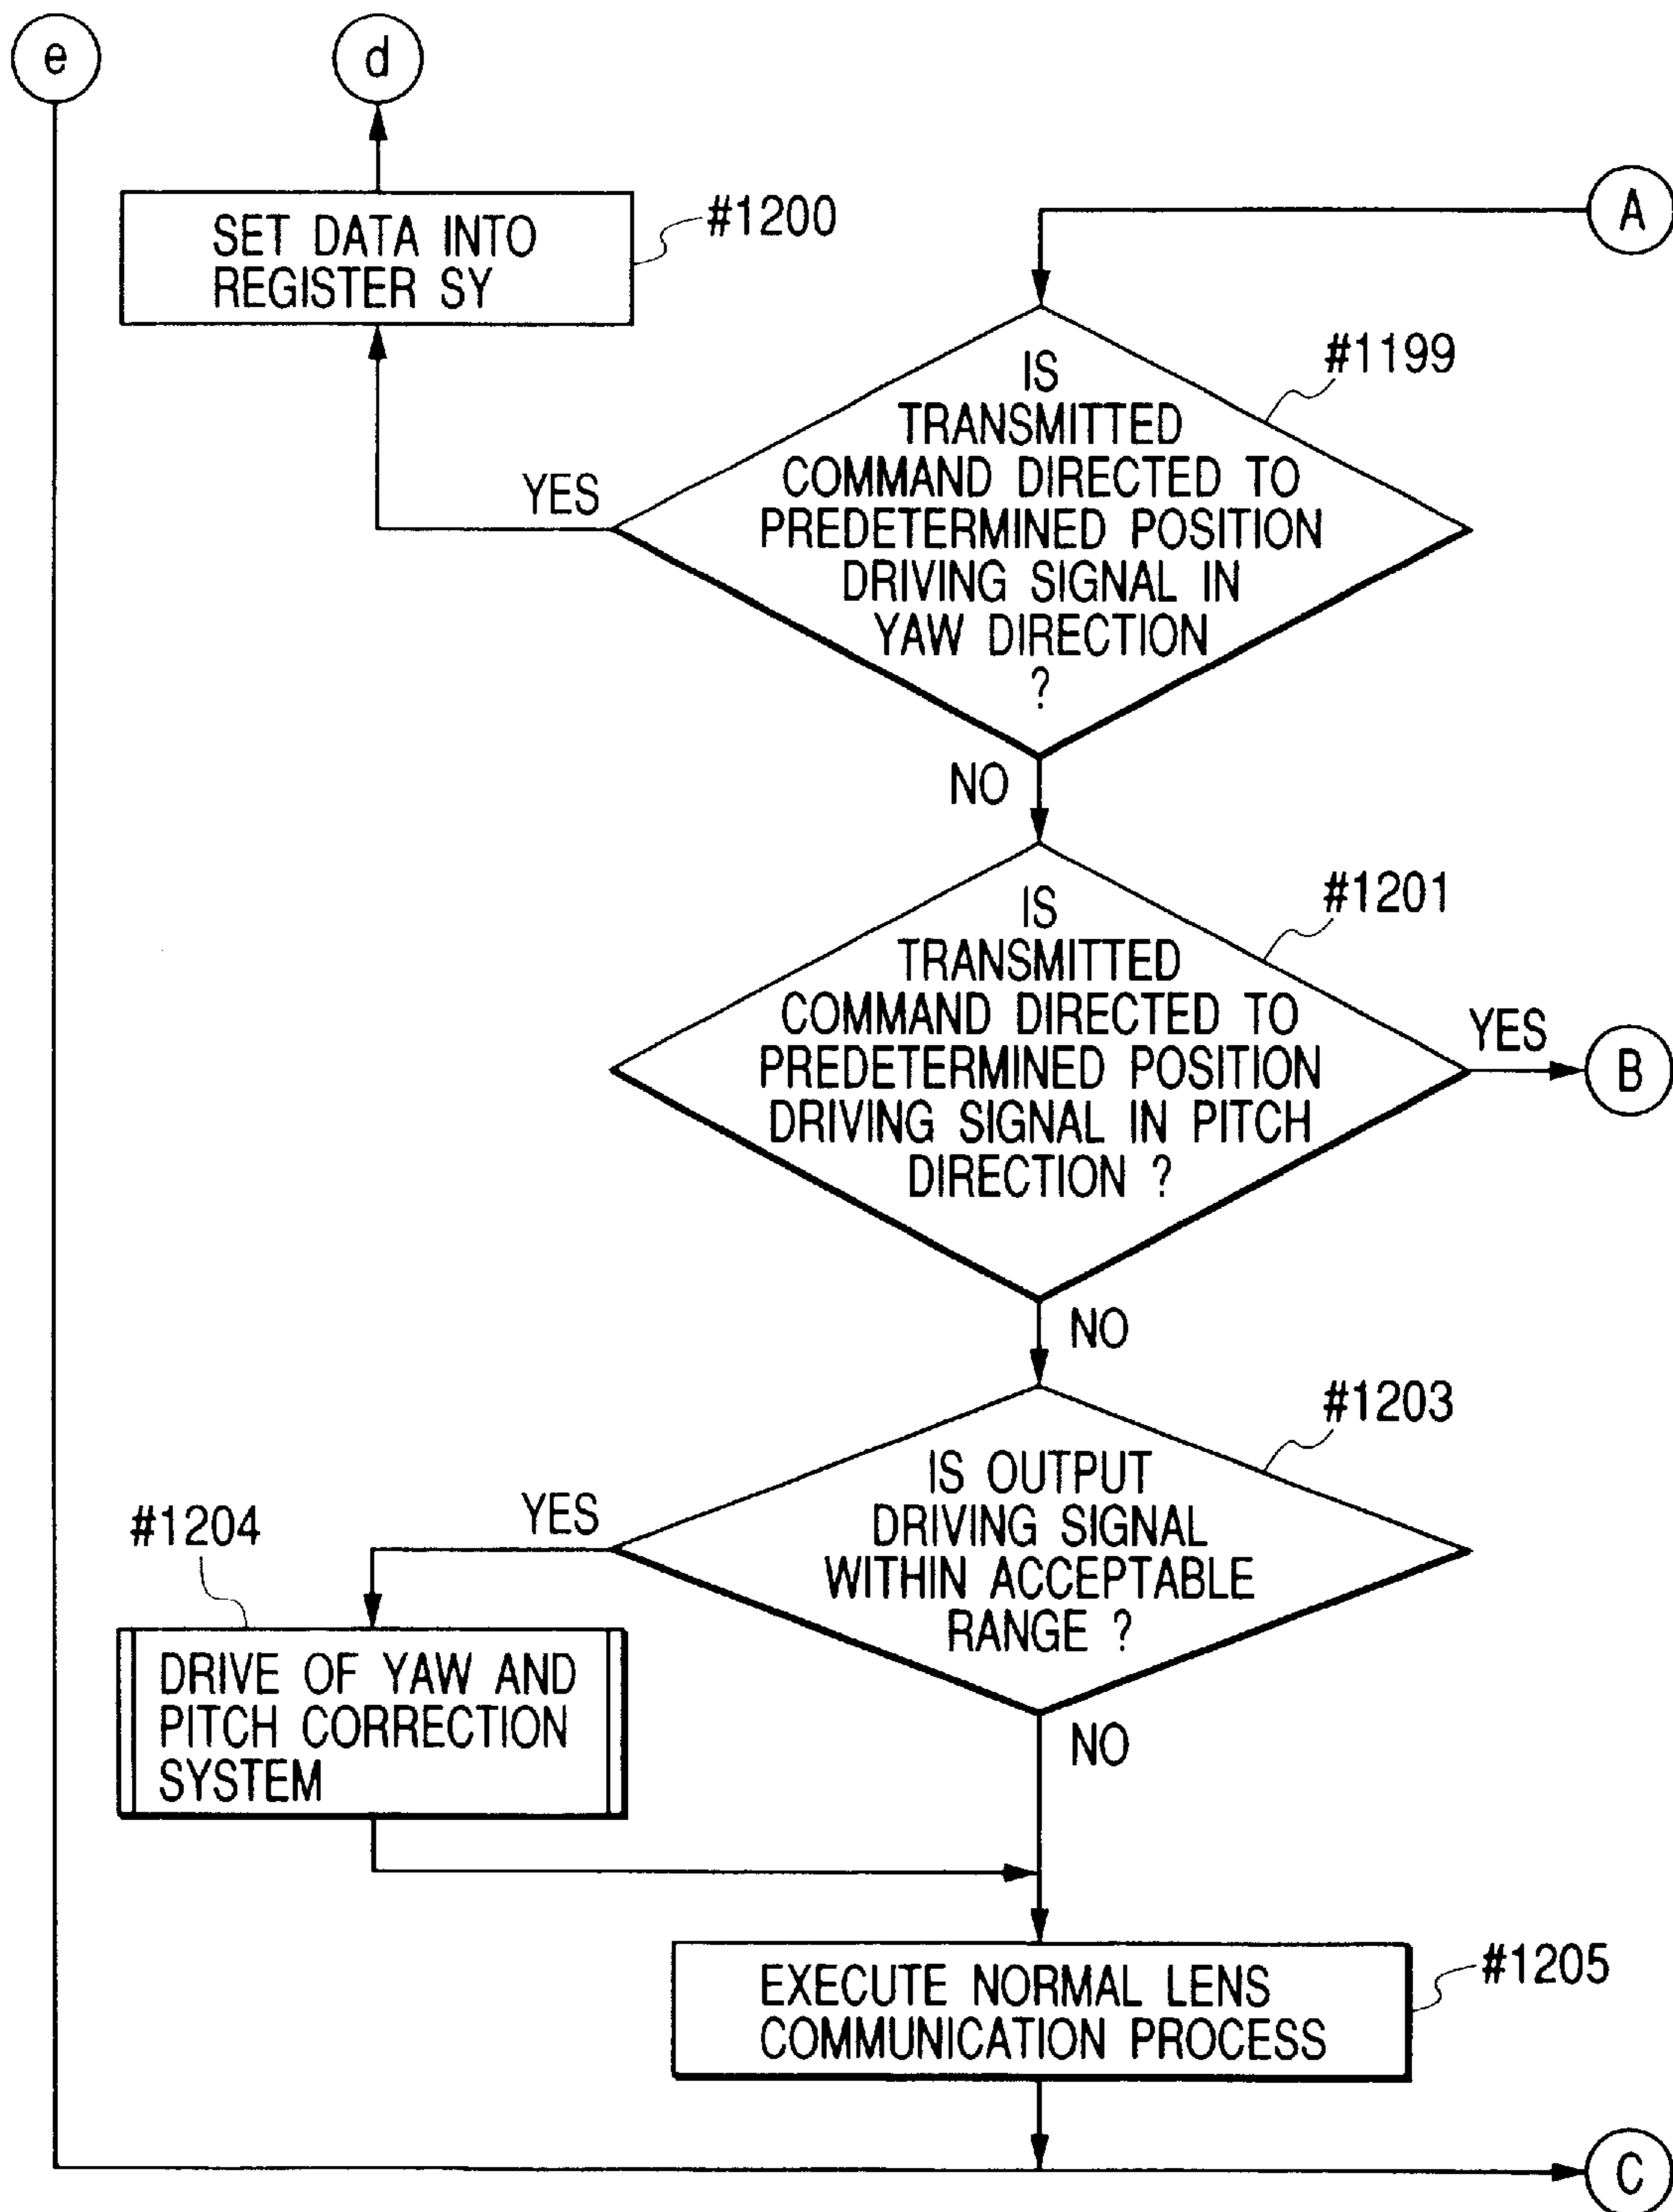 e
d
SET DATA INTO
REGISTER SY
#1200
A
#1199
IS
TRANSMITTED
COMMAND DIRECTED TO
PREDETERMINED POSITION
DRIVING SIGNAL IN
YAW DIRECTION
?
YES
NO
#1201
IS
TRANSMITTED
COMMAND DIRECTED TO
PREDETERMINED POSITION
DRIVING SIGNAL IN PITCH
DIRECTION ?
YES
B
NO
#1203
IS OUTPUT
DRIVING SIGNAL
WITHIN ACCEPTABLE
RANGE ?
YES
#1204
DRIVE OF YAW AND
PITCH CORRECTION
SYSTEM
NO
EXECUTE NORMAL LENS
COMMUNICATION PROCESS
#1205
C